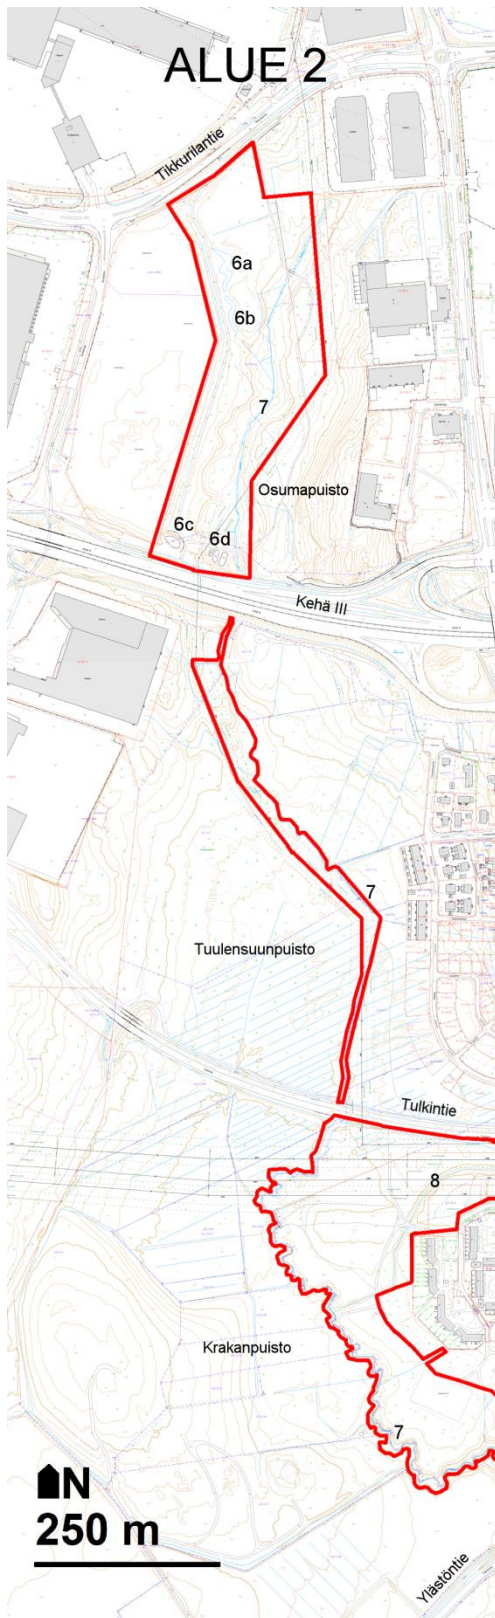 ALUE 2
Tikkurilantie
6a
6b
7
Osumapuisto
6c
6d
Kehä III
7
Tuulensuunpuisto
Tulkintie
8
Krakanpuisto
7
N
250 m
Ylästöntie